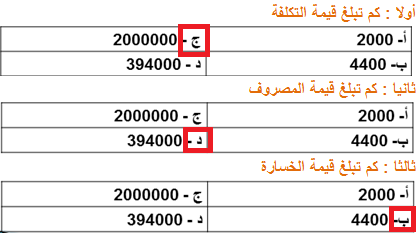 أولا : كم تبلغ قيمة التكلفة
أ- 2000 ج - 2000000
ب- 4400 د - 394000
ثانيا : كم تبلغ قيمة المصروف
أ- 2000 ج - 2000000
ب- 4400 د - 394000
ثالثا : كم تبلغ قيمة الخسارة
أ- 2000 ج - 2000000
ب- 4400 د - 394000